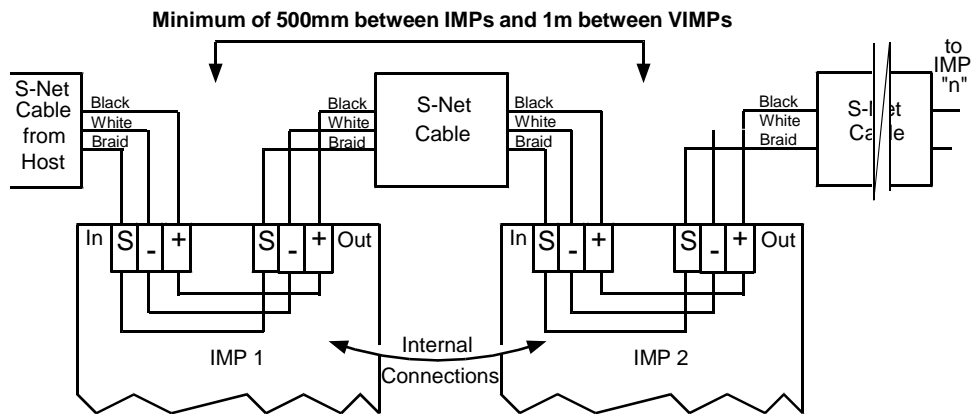 Minimum of 500mm between IMPs and 1m between VIMPs
S-Net
Cable
from
Host
Black
White
Braid
Black
White
Braid
S-Net
Cable
Black
White
Braid
Black
White
Braid
S-Net
Cable
to
IMP
"n"
In
S
-
+
S
-
+
Out
In
S
-
+
S
-
+
Out
IMP 1
Internal
Connections
IMP 2